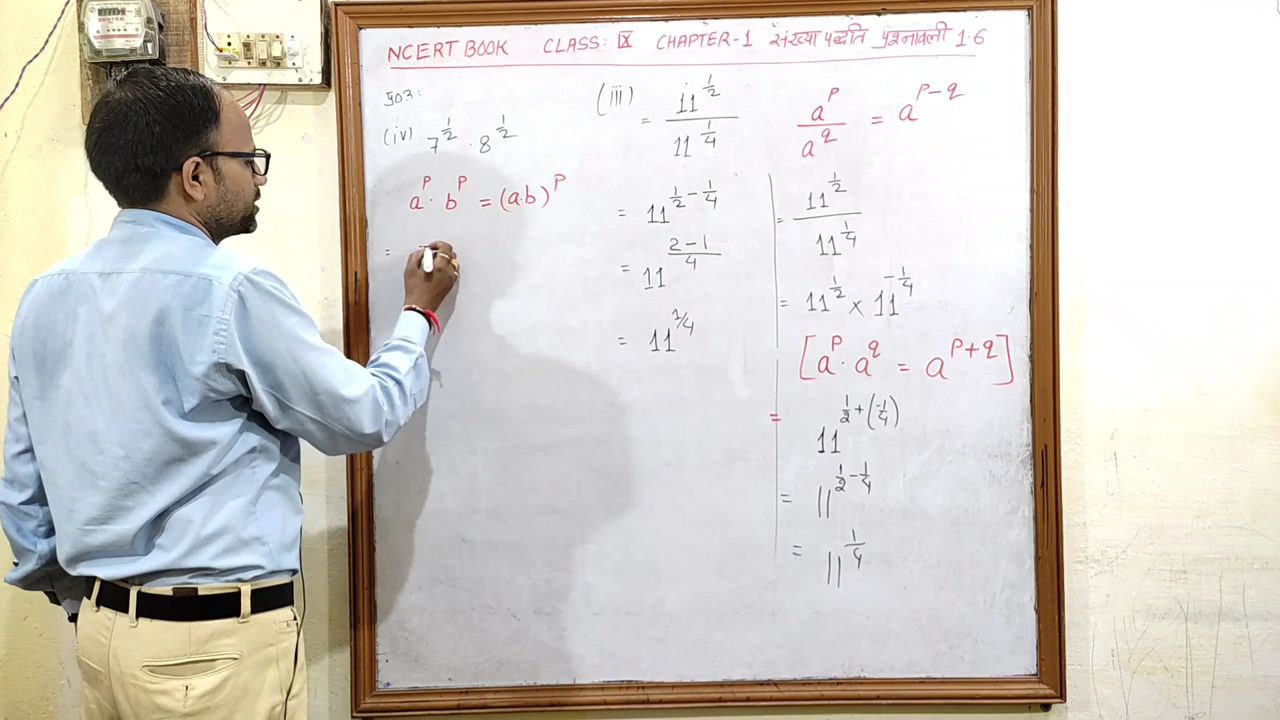 NCERT BOOK CLASS: IX CHAPTER-1 संख्या पद्धति प्रश्नावली 1.6
प्र03:
(iv) 7^{1/2} · 8^{1/2}
a^p · b^p = (a·b)^p
=
(iii) 11^{1/2}
= ―
11^{1/4}
= 11^{1/2 - 1/4}
= 11^{(2-1)/4}
= 11^{1/4}
a^p / a^q = a^{p-q}
= 11^{1/2} / 11^{1/4}
= 11^{1/2} × 11^{-1/4}
[a^p · a^q = a^{p+q}]
= 11^{1/2 + (-1/4)}
= 11^{1/2 - 1/4}
= 11^{1/4}